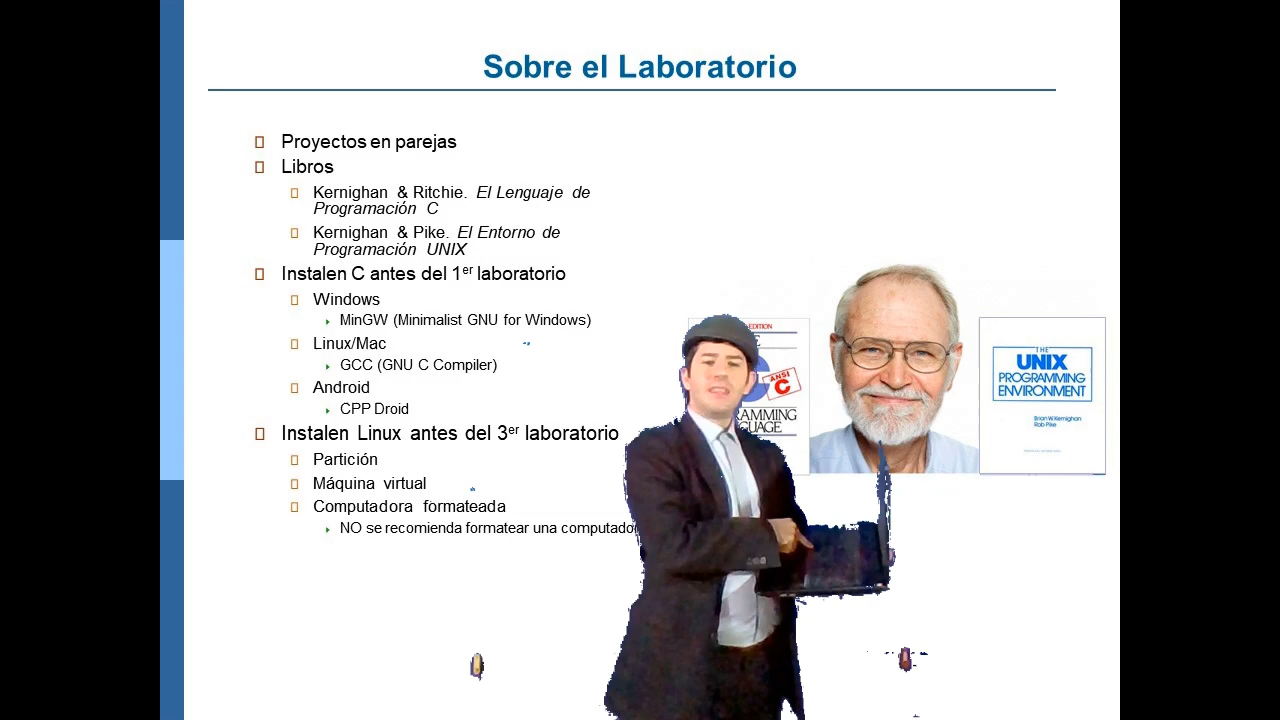 Sobre el Laboratorio
Proyectos en parejas
Libros
Kernighan & Ritchie. El Lenguaje de
Programación C
Kernighan & Pike. El Entorno de
Programación UNIX
Instalen C antes del 1er laboratorio
Windows
MinGW (Minimalist GNU for Windows)
Linux/Mac
GCC (GNU C Compiler)
Android
CPP Droid
Instalen Linux antes del 3er laboratorio
Partición
Máquina virtual
Computadora formateada
NO se recomienda formatear una
EDITION
ANSI
C
THE
UNIX
PROGRAMMING
ENVIRONMENT
Brian W. Kernighan
Rob Pike